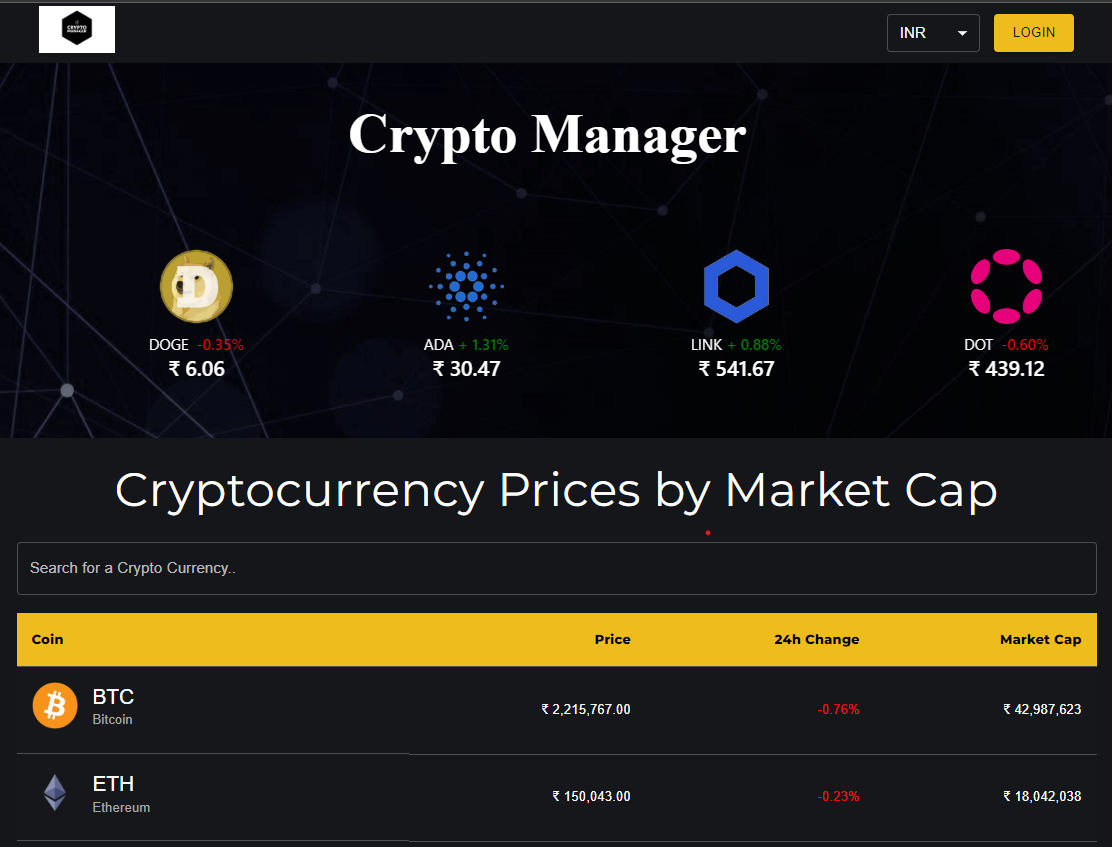 CRYPTO
MANAGER
INR
LOGIN
Crypto Manager
DOGE -0.35%
₹ 6.06
ADA + 1.31%
₹ 30.47
LINK + 0.88%
₹ 541.67
DOT -0.60%
₹ 439.12
Cryptocurrency Prices by Market Cap
Search for a Crypto Currency..
Coin Price 24h Change Market Cap
BTC
Bitcoin
₹ 2,215,767.00 -0.76% ₹ 42,987,623
ETH
Ethereum
₹ 150,043.00 -0.23% ₹ 18,042,038